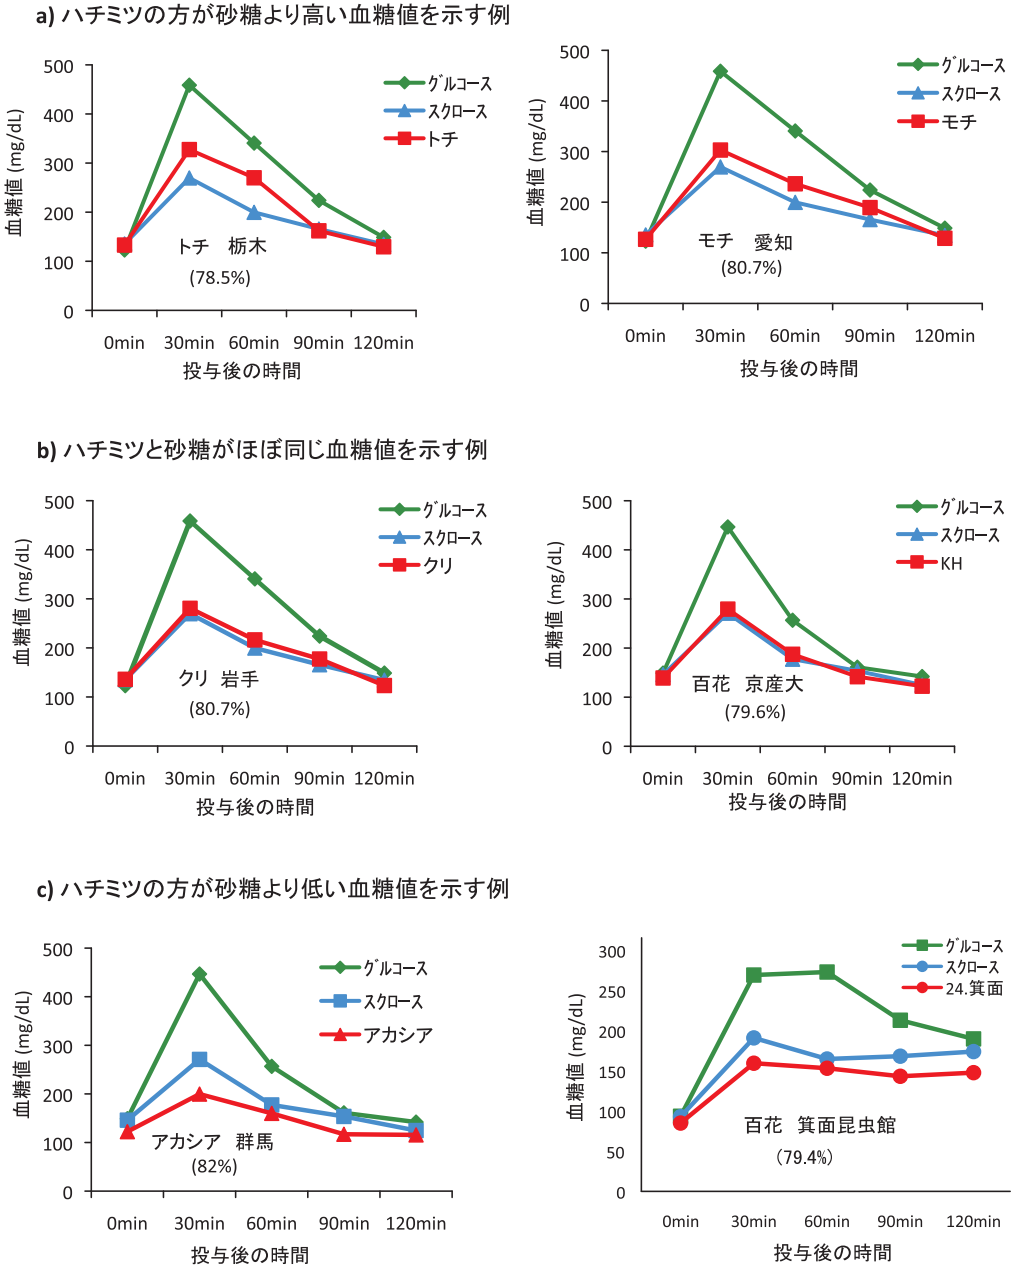 a) ハチミツの方が砂糖より高い血糖値を示す例
血糖値 (mg/dL)
500
400
300
200
100
0
グルコース
スクロース
トチ
トチ 栃木
(78.5%)
0min 30min 60min 90min 120min
投与後の時間
血糖値 (mg/dL)
500
400
300
200
100
0
グルコース
スクロース
モチ
モチ 愛知
(80.7%)
0min 30min 60min 90min 120min
投与後の時間
b) ハチミツと砂糖がほぼ同じ血糖値を示す例
血糖値 (mg/dL)
500
400
300
200
100
0
グルコース
スクロース
クリ
クリ 岩手
(80.7%)
0min 30min 60min 90min 120min
投与後の時間
血糖値 (mg/dL)
500
400
300
200
100
0
グルコース
スクロース
KH
百花 京産大
(79.6%)
0min 30min 60min 90min 120min
投与後の時間
c) ハチミツの方が砂糖より低い血糖値を示す例
血糖値 (mg/dL)
500
400
300
200
100
0
グルコース
スクロース
アカシア
アカシア 群馬
(82%)
0min 30min 60min 90min 120min
投与後の時間
血糖値 (mg/dL)
300
250
200
150
100
50
0
グルコース
スクロース
24.箕面
百花 箕面昆虫館
(79.4%)
0min 30min 60min 90min 120min
投与後の時間